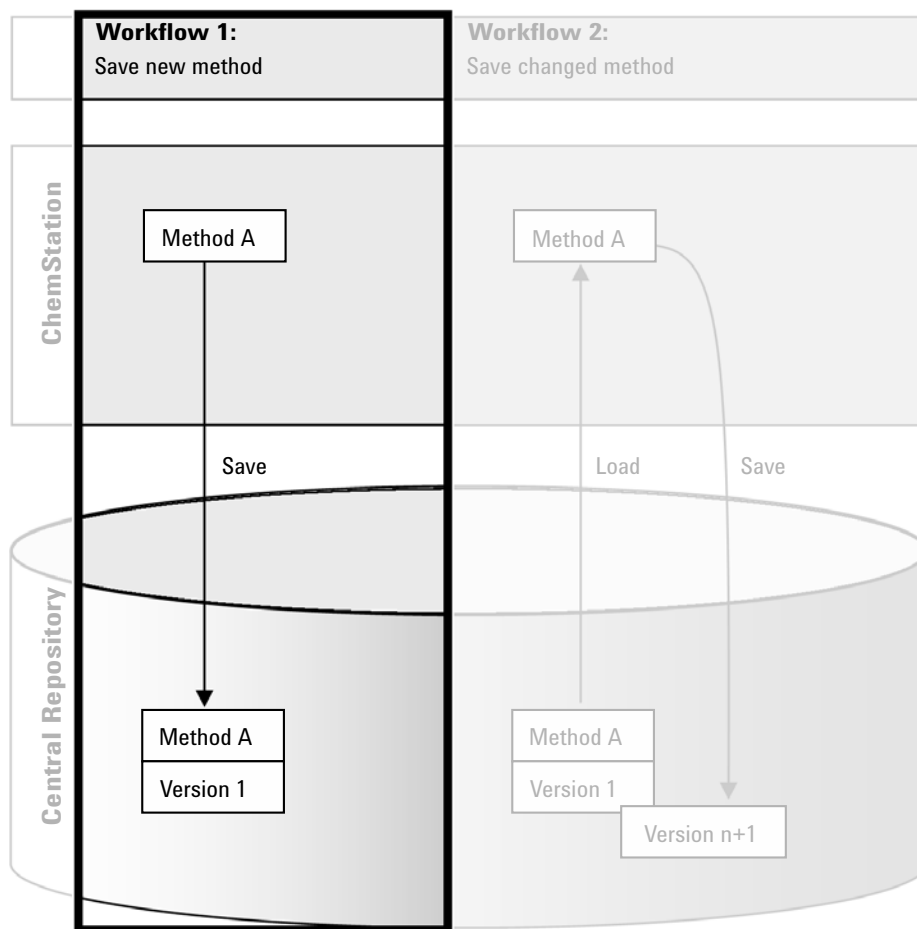 Workflow 1:
Save new method
Workflow 2:
Save changed method
ChemStation
Method A
Method A
Save
Load
Save
Central Repository
Method A
Version 1
Method A
Version 1
Version n+1